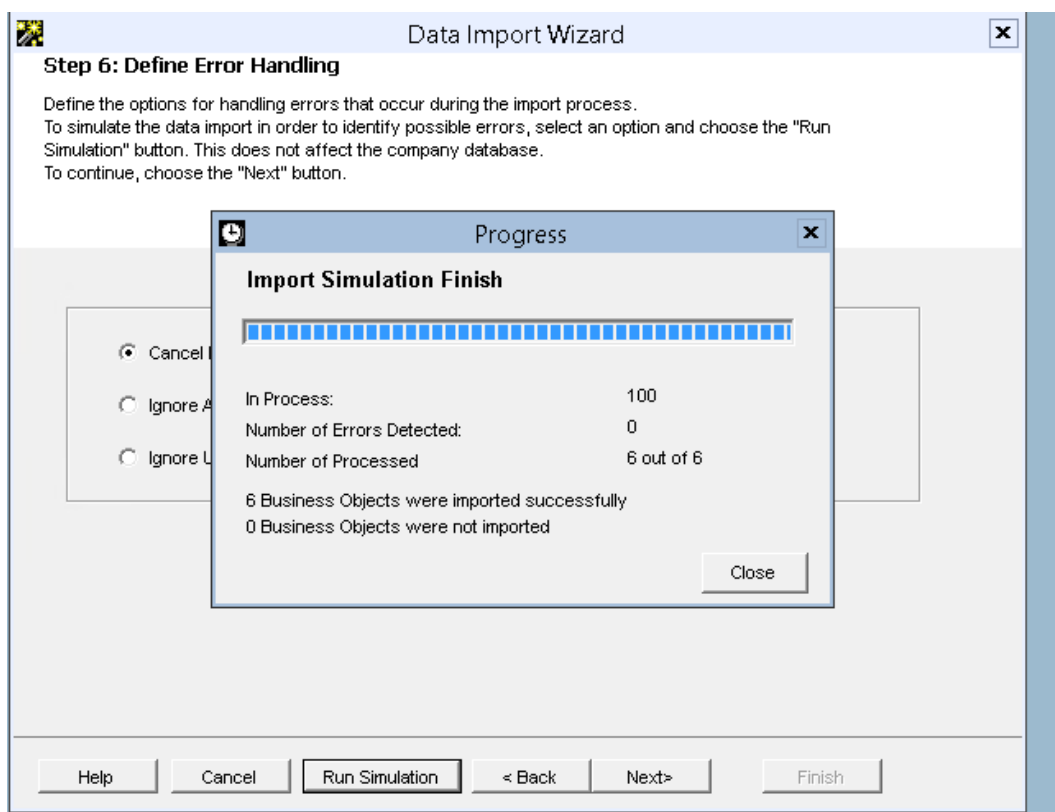 Data Import Wizard
Step 6: Define Error Handling
Define the options for handling errors that occur during the import process.
To simulate the data import in order to identify possible errors, select an option and choose the "Run
Simulation" button. This does not affect the company database.
To continue, choose the "Next" button.
Progress
Import Simulation Finish
Cancel
In Process: 100
Ignore
Number of Errors Detected: 0
Ignore
Number of Processed 6 out of 6
6 Business Objects were imported successfully
0 Business Objects were not imported
Close
Help Cancel Run Simulation < Back Next> Finish